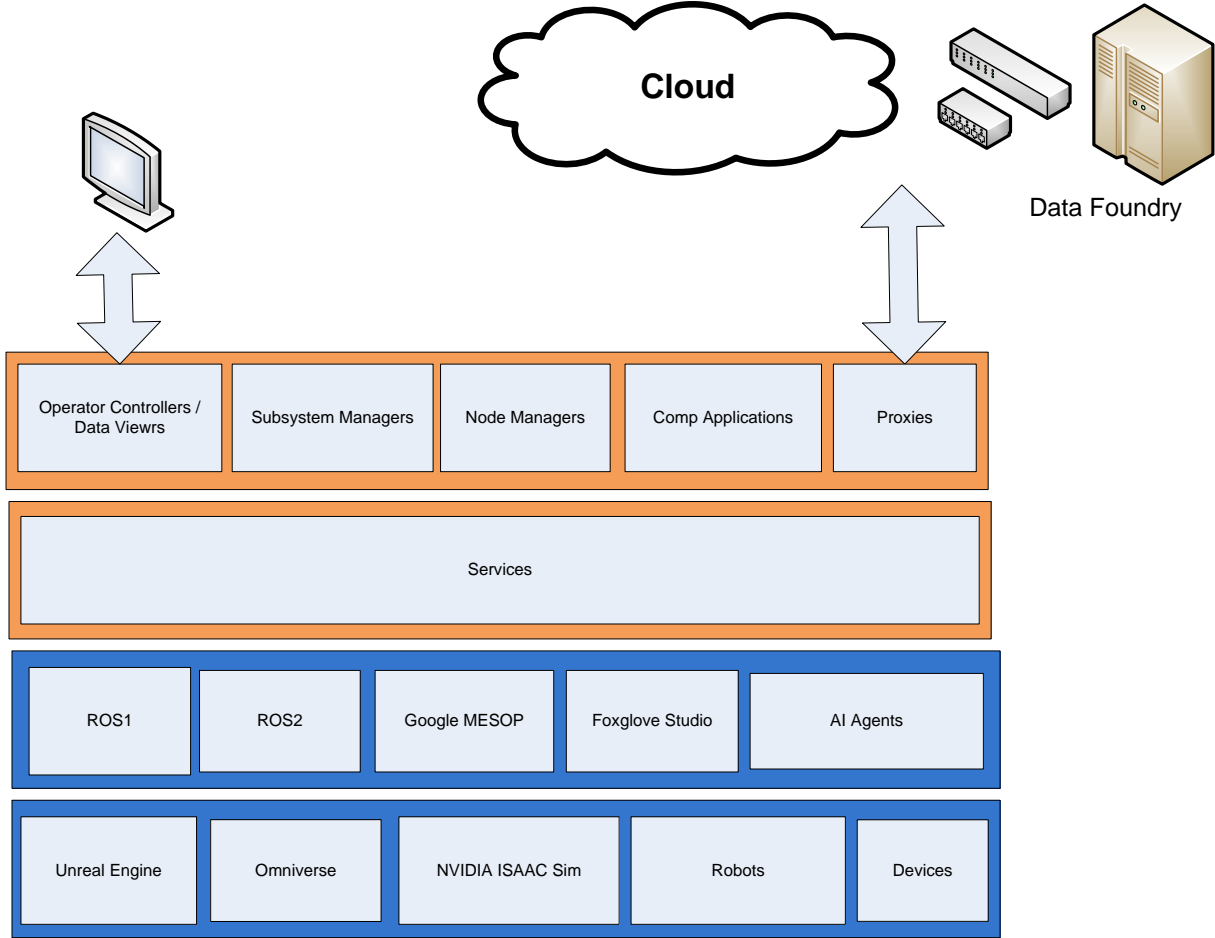 Cloud
Data Foundry
Operator Controllers /
Data Viewrs
Subsystem Managers
Node Managers
Comp Applications
Proxies
Services
ROS1
ROS2
Google MESOP
Foxglove Studio
AI Agents
Unreal Engine
Omniverse
NVIDIA ISAAC Sim
Robots
Devices